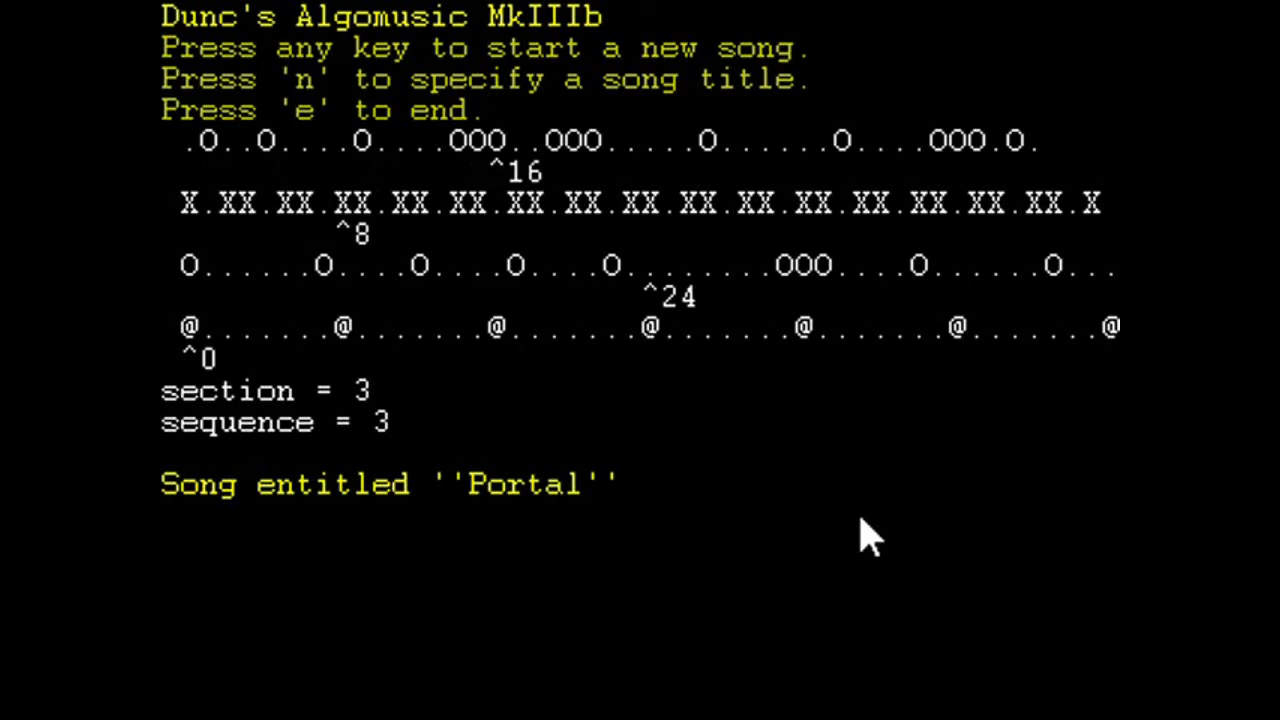 Dunc's Algomusic MkIIIb
Press any key to start a new song.
Press 'n' to specify a song title.
Press 'e' to end.
.O..O....O....OOO..OOO.....O......O....OOO.O.
^16
X.XX.XX.XX.XX.XX.XX.XX.XX.XX.XX.XX.XX.XX.XX.XX.X
^8
O......O....O....O....O........OOO....O......O...
^24
@.......@.......@.......@.......@.......@.......@
^0
section = 3
sequence = 3
Song entitled ''Portal''